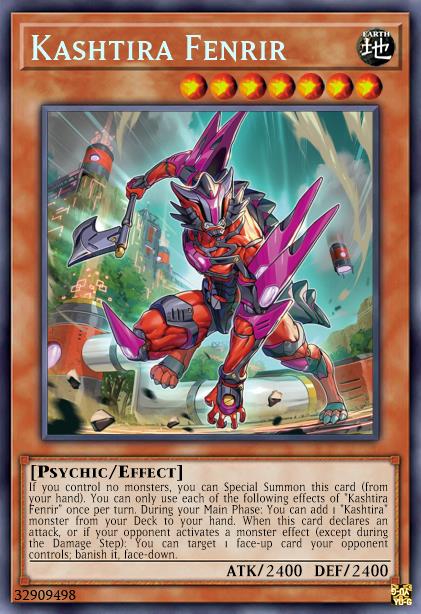 KASHTIRA FENRIR
EARTH
地
[PSYCHIC/EFFECT]
If you control no monsters, you can Special Summon this card (from
your hand). You can only use each of the following effects of "Kashtira
Fenrir" once per turn. During your Main Phase: You can add 1 "Kashtira"
monster from your Deck to your hand. When this card declares an
attack, or if your opponent activates a monster effect (except during
the Damage Step): You can target 1 face-up card your opponent
controls; banish it, face-down.
ATK/2400 DEF/2400
32909498